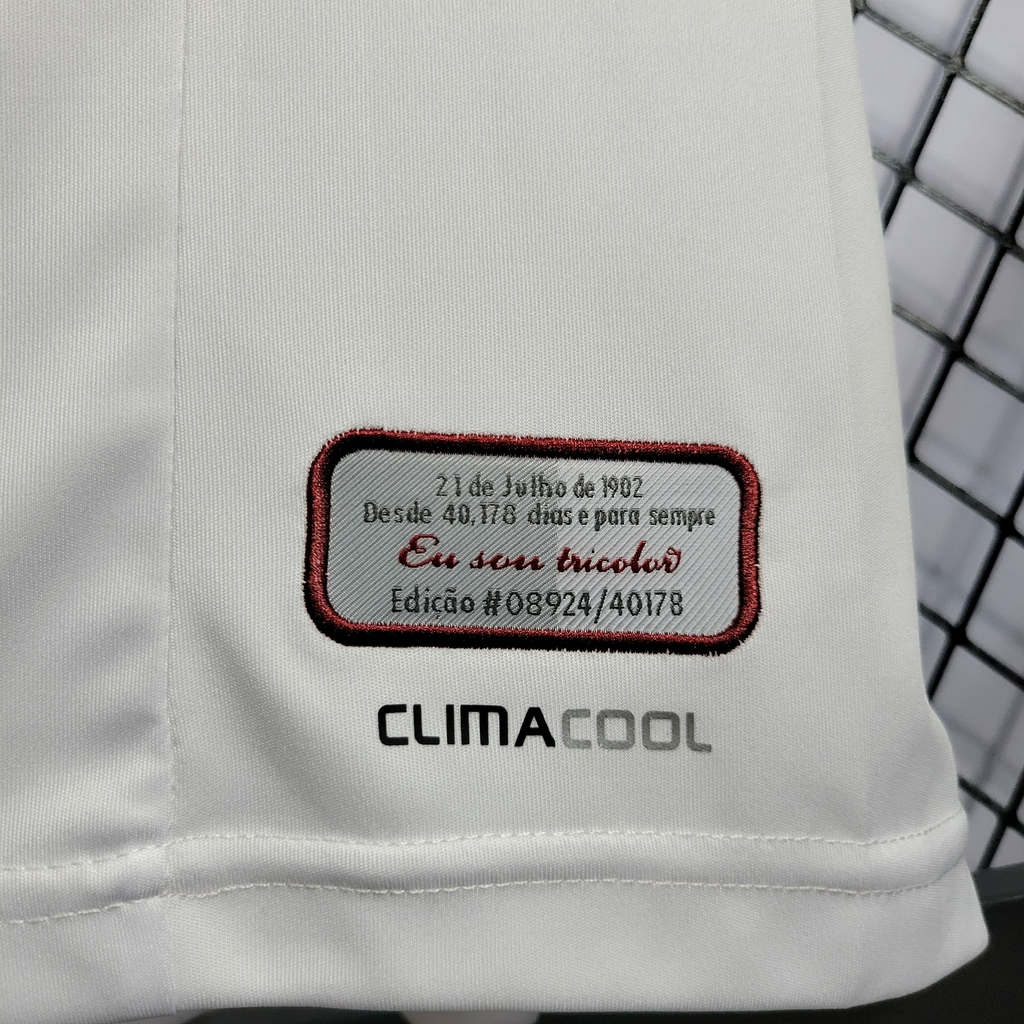 21 de Julho de 1902
Desde 40,178 dias e para sempre
Eu sou tricolor
Edição #08924/40178
CLIMACOOL